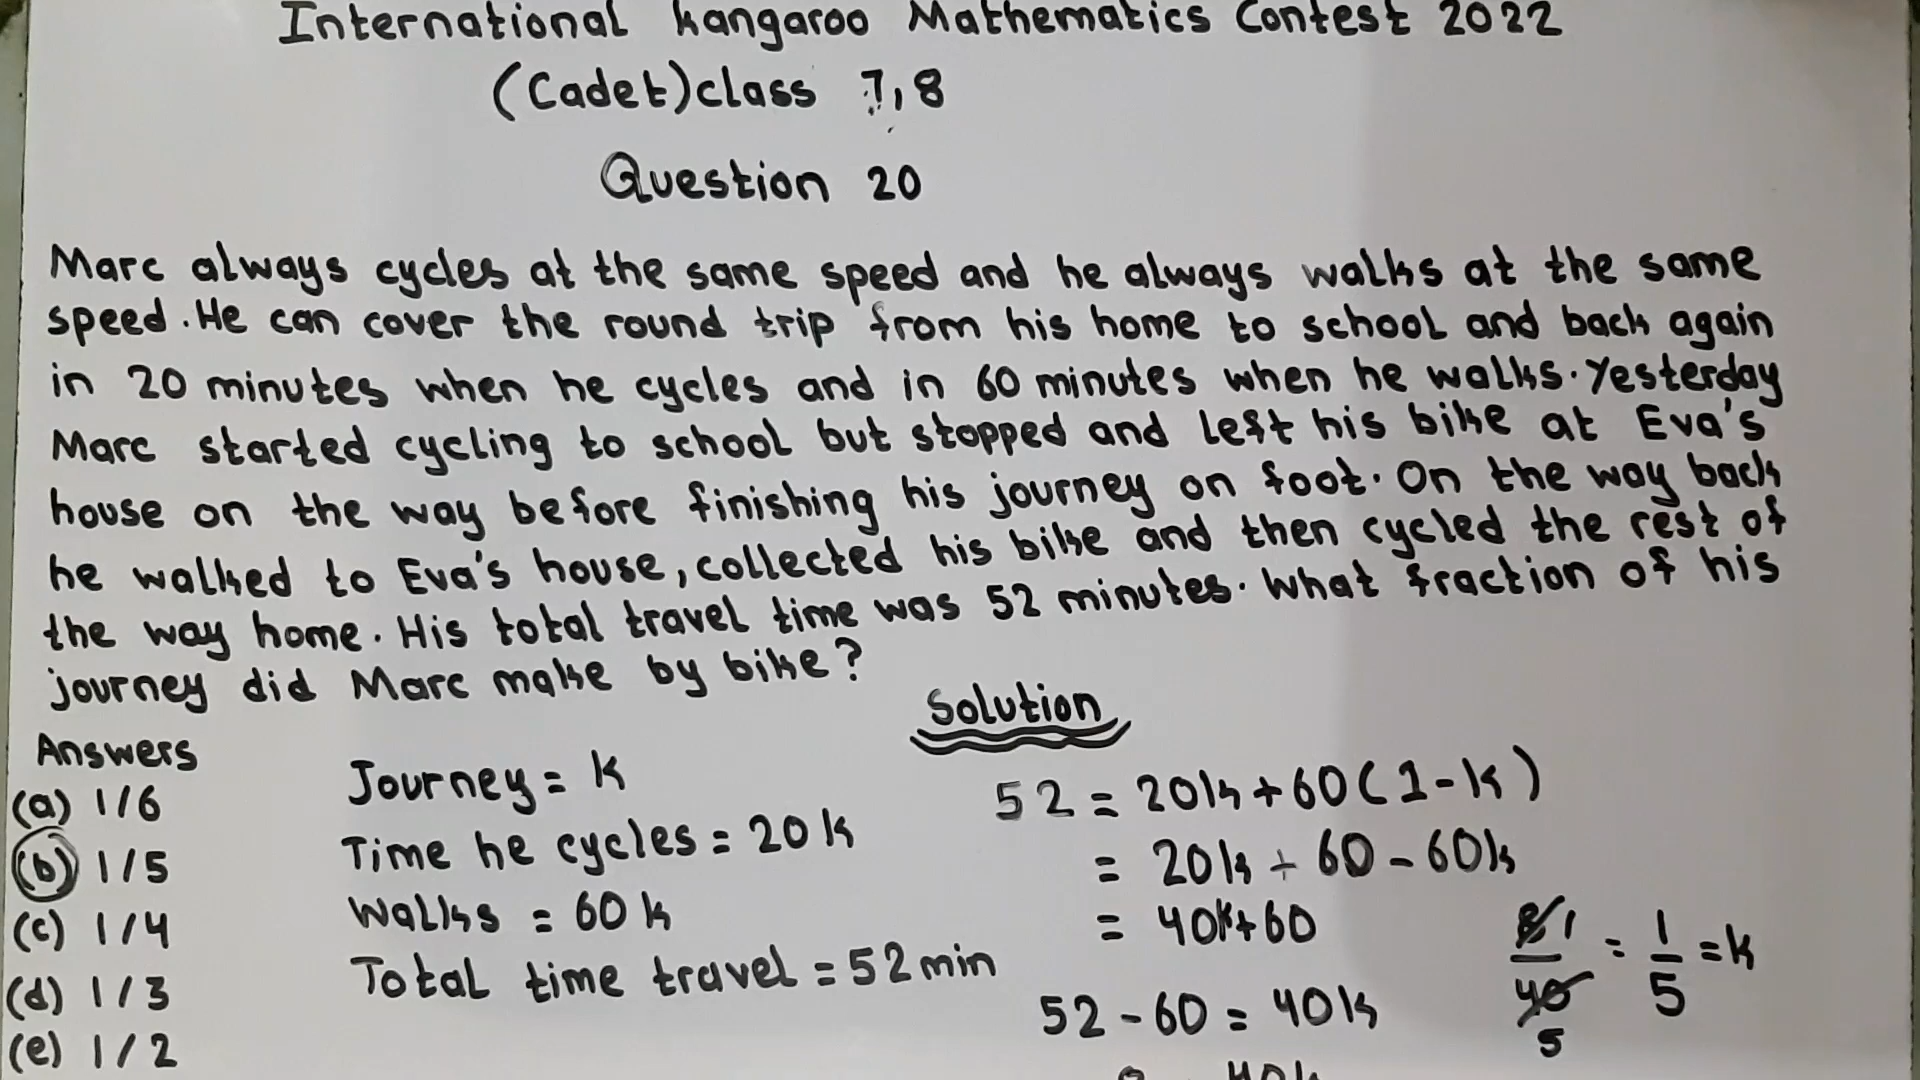 International Kangaroo Mathematics Contest 2022
(Cadet)class 7,8
Question 20
Marc always cycles at the same speed and he always walks at the same
speed. He can cover the round trip from his home to school and back again
in 20 minutes when he cycles and in 60 minutes when he walks. Yesterday
Marc started cycling to school but stopped and left his bike at Eva's
house on the way before finishing his journey on foot. On the way back
he walked to Eva's house, collected his bike and then cycled the rest of
the way home. His total travel time was 52 minutes. What fraction of his
journey did Marc make by bike?
Solution
Answers
(a) 1/6
(b) 1/5
(c) 1/4
(d) 1/3
(e) 1/2
Journey = k
Time he cycles = 20k
Walks = 60k
Total time travel = 52min
52 = 20k+60(1-k)
= 20k + 60-60k
= 40k+60
52-60 = 40k
8/40 1/5 = 1/5 = k